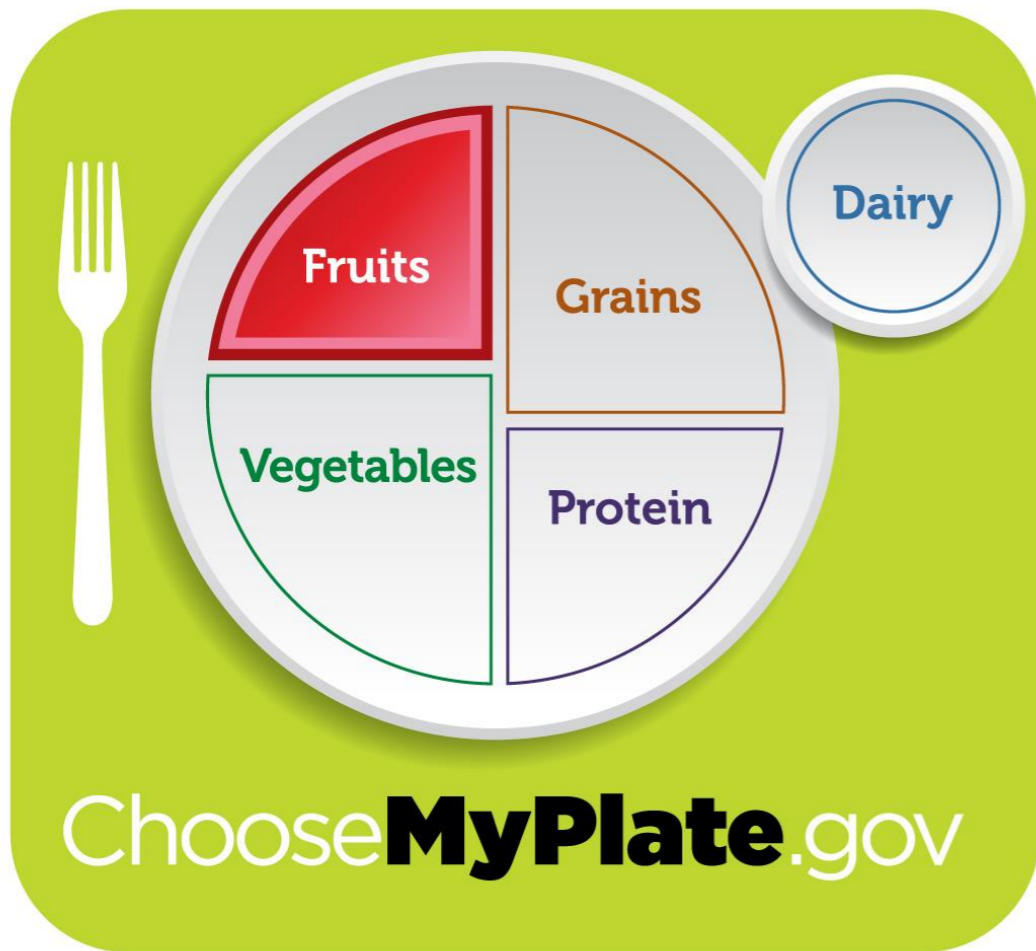 Dairy
Fruits
Grains
Vegetables
Protein
ChooseMyPlate.gov